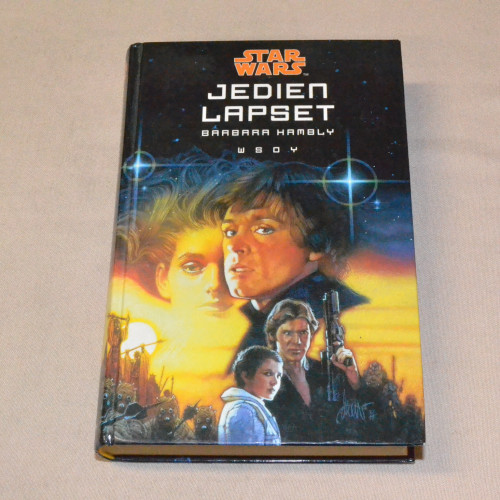 STAR
WARS
JEDIEN
LAPSET
BARBARA HAMBLY
WSOY